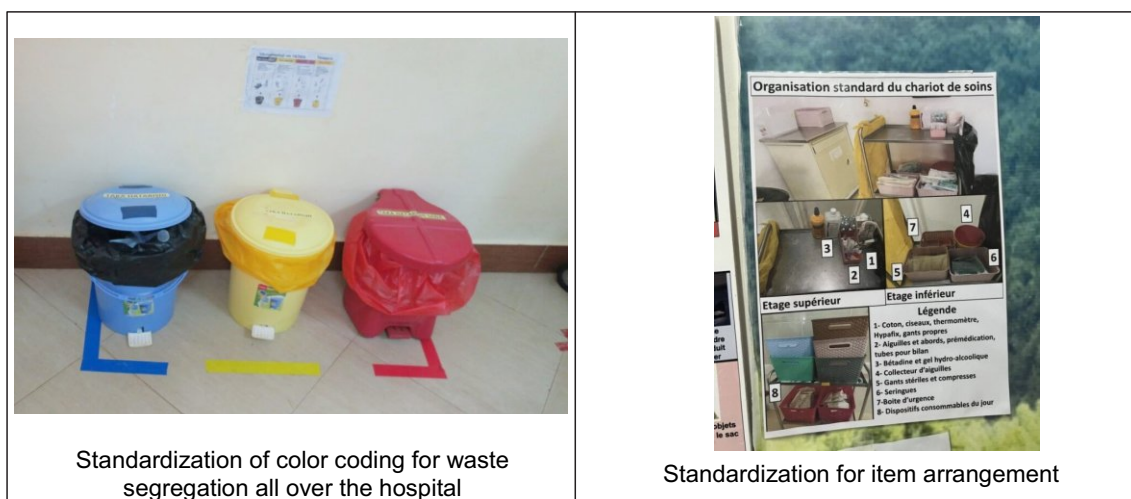 Standardization of color coding for waste
segregation all over the hospital
Organisation standard du chariot de soins
7
4
3
1
2
5
6
Etage supérieur
Etage inférieur
8
Légende
1- Coton, ciseaux, thermomètre,
Hypafix, gants propres
2- Aiguilles et abords, prémédication,
tubes pour bilan
3- Bétadine et gel hydro-alcoolique
4- Collecteur d'aiguilles
5- Gants stériles et compresses
6- Seringues
7-Boite d'urgence
8- Dispositifs consommables du jour
objets
le sac
Standardization for item arrangement